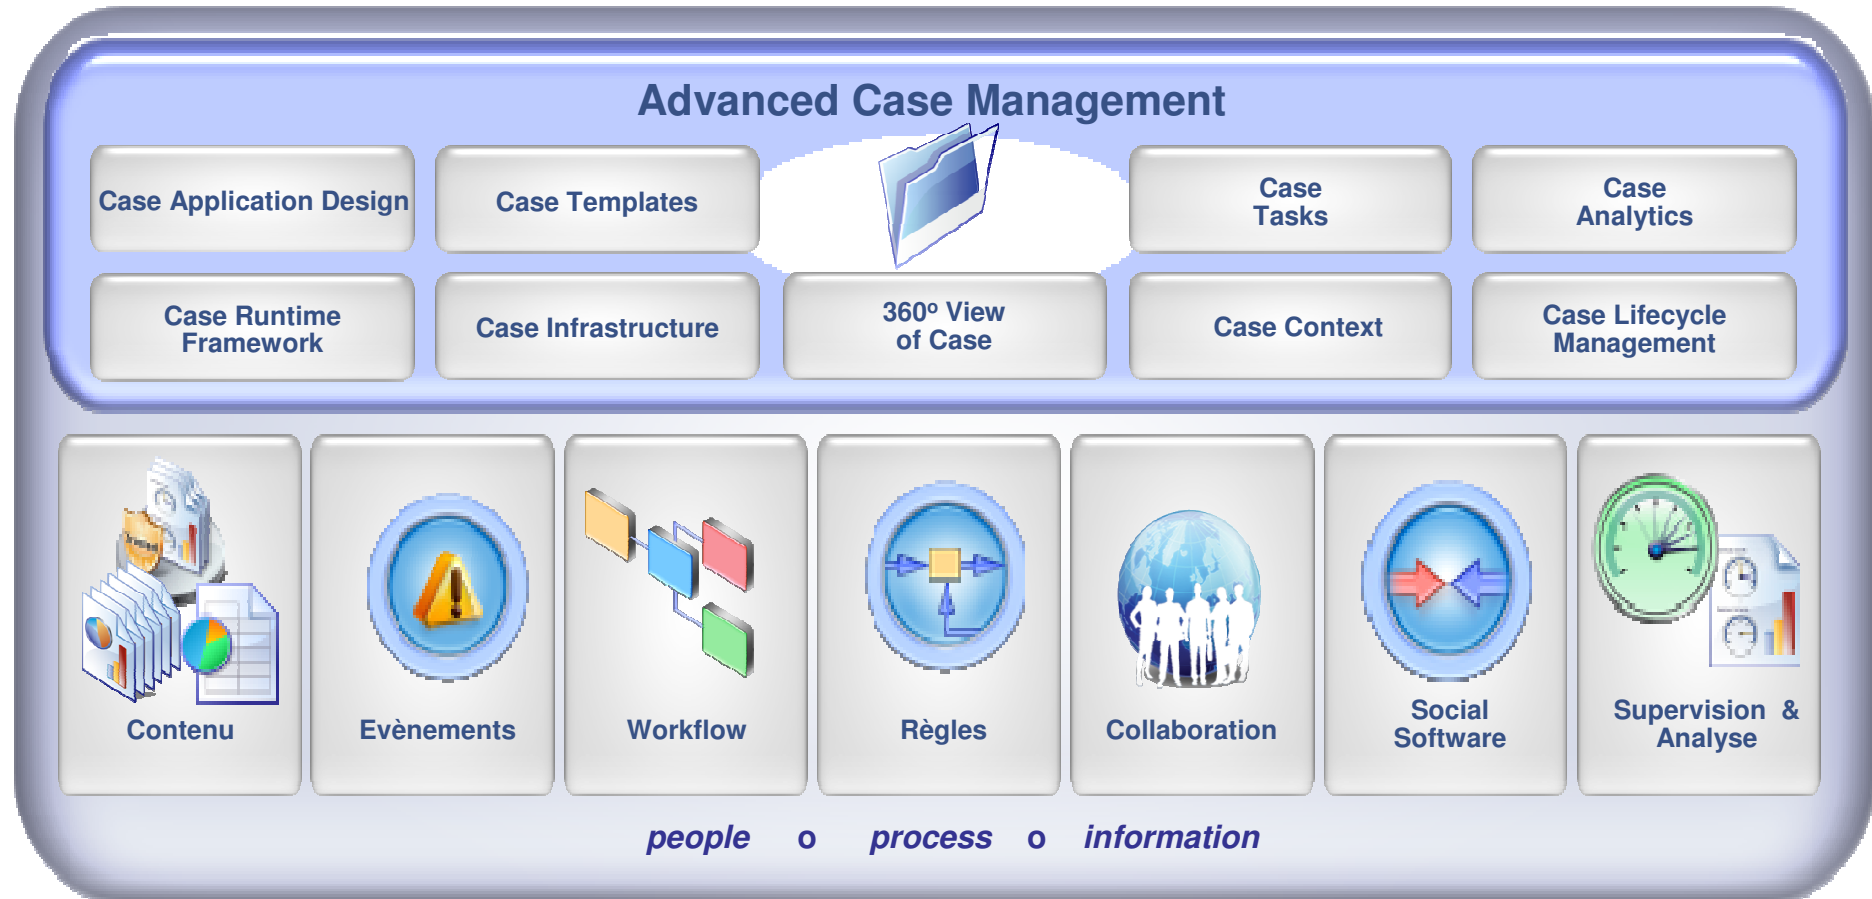 Advanced Case Management
Case Application Design
Case Templates
Case
Tasks
Case
Analytics
Case Runtime
Framework
Case Infrastructure
360º View
of Case
Case Context
Case Lifecycle
Management
Contenu
Evènements
Workflow
Règles
Collaboration
Social
Software
Supervision &
Analyse
people o process o information